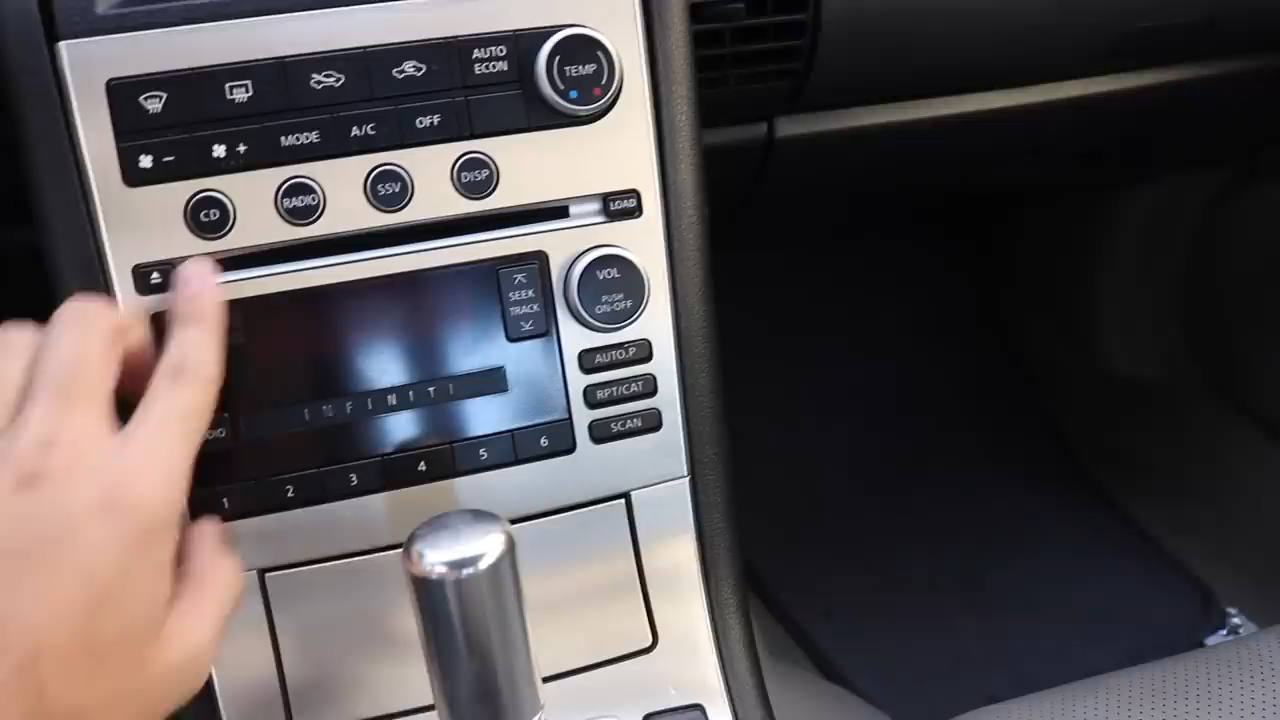 AUTO
ECON
TEMP
MODE A/C OFF
CD RADIO SSV DISP
LOAD
VOL
PUSH
ON-OFF
SEEK
TRACK
AUTO.P
RPT/CAT
SCAN
INFINITI
1 2 3 4 5 6